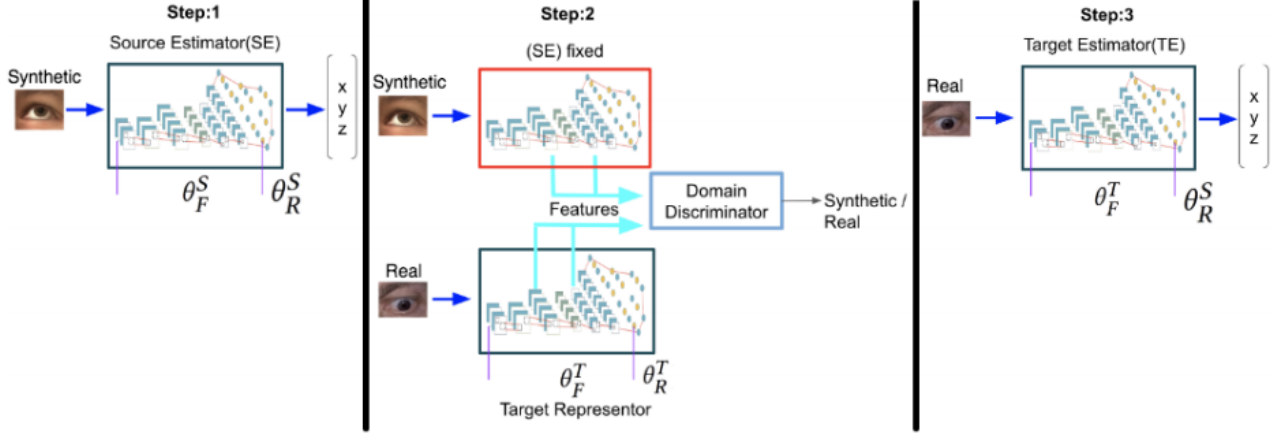 Step:1
Source Estimator(SE)
Synthetic
x
y
z
θ_F^S
θ_R^S
Step:2
(SE) fixed
Synthetic
Features
Domain
Discriminator
Synthetic /
Real
Real
θ_F^T
θ_R^T
Target Representor
Step:3
Target Estimator(TE)
Real
x
y
z
θ_F^T
θ_R^S